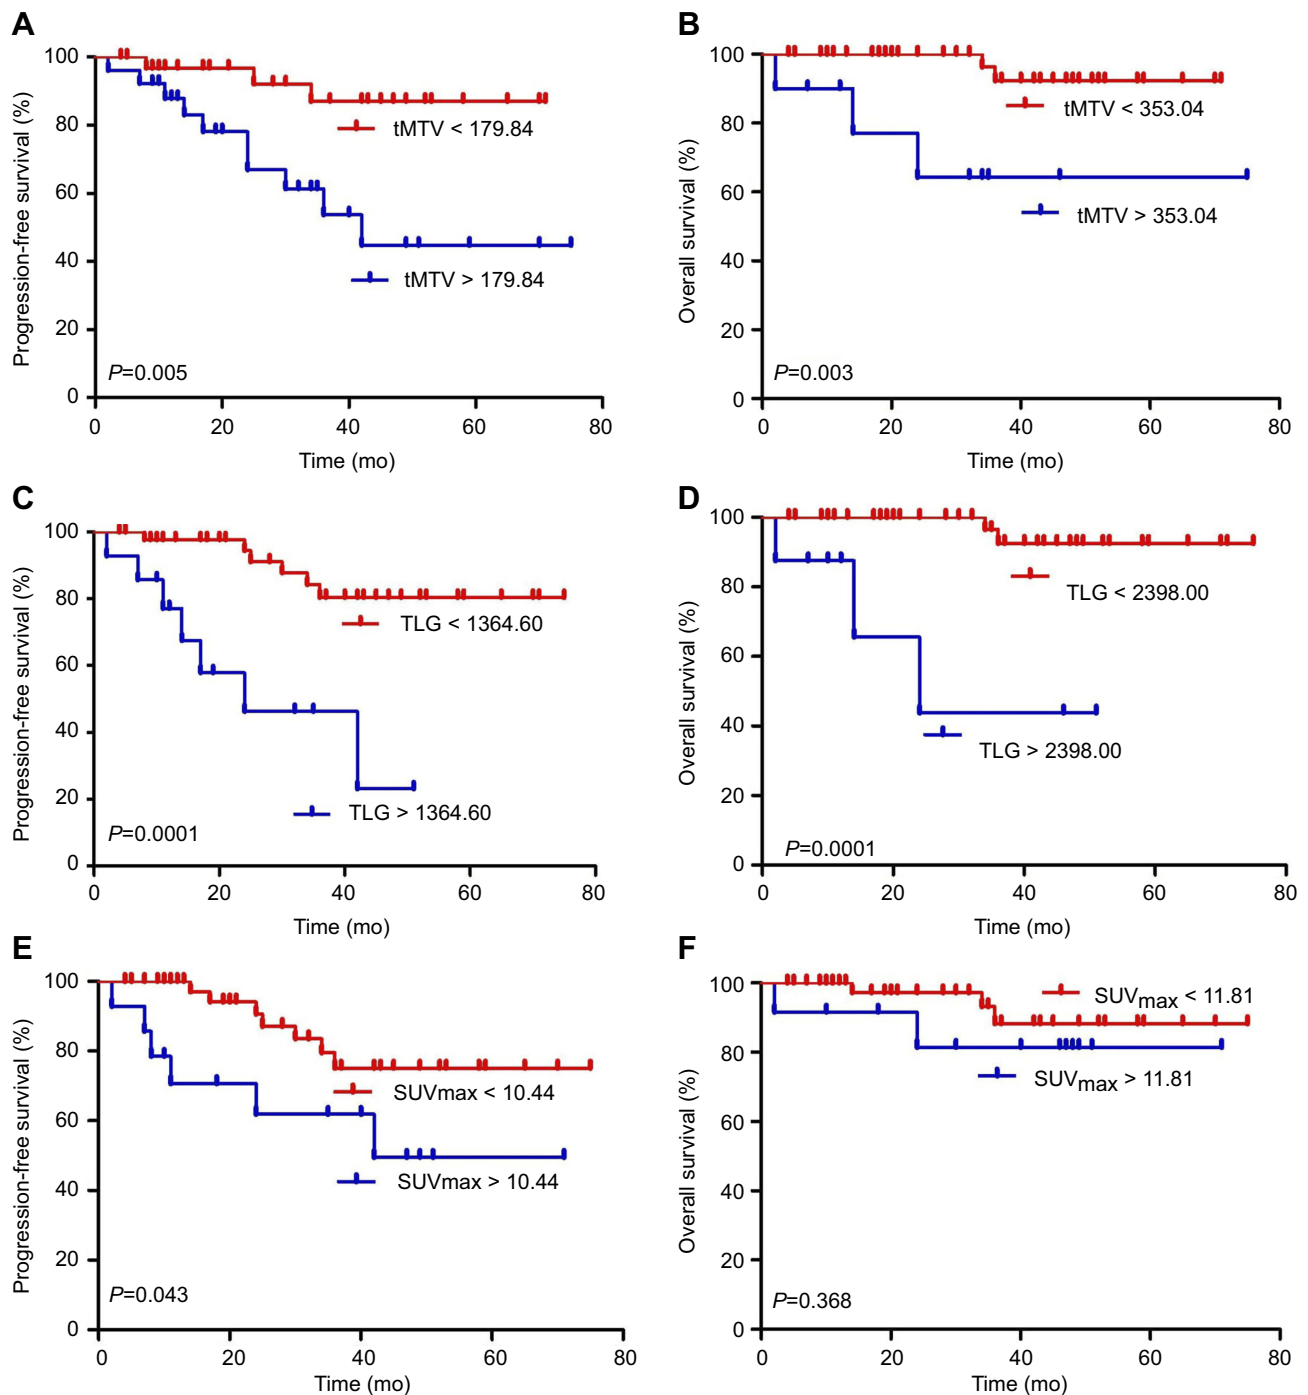 A
Progression-free survival (%)
100
80
60
40
20
0
tMTV < 179.84
tMTV > 179.84
P=0.005
0 20 40 60 80
Time (mo)
B
Overall survival (%)
100
80
60
40
20
0
tMTV < 353.04
tMTV > 353.04
P=0.003
0 20 40 60 80
Time (mo)
C
Progression-free survival (%)
100
80
60
40
20
0
TLG < 1364.60
TLG > 1364.60
P=0.0001
0 20 40 60 80
Time (mo)
D
Overall survival (%)
100
80
60
40
20
0
TLG < 2398.00
TLG > 2398.00
P=0.0001
0 20 40 60 80
Time (mo)
E
Progression-free survival (%)
100
80
60
40
20
0
SUVmax < 10.44
SUVmax > 10.44
P=0.043
0 20 40 60 80
Time (mo)
F
Overall survival (%)
100
80
60
40
20
0
SUVmax < 11.81
SUVmax > 11.81
P=0.368
0 20 40 60 80
Time (mo)